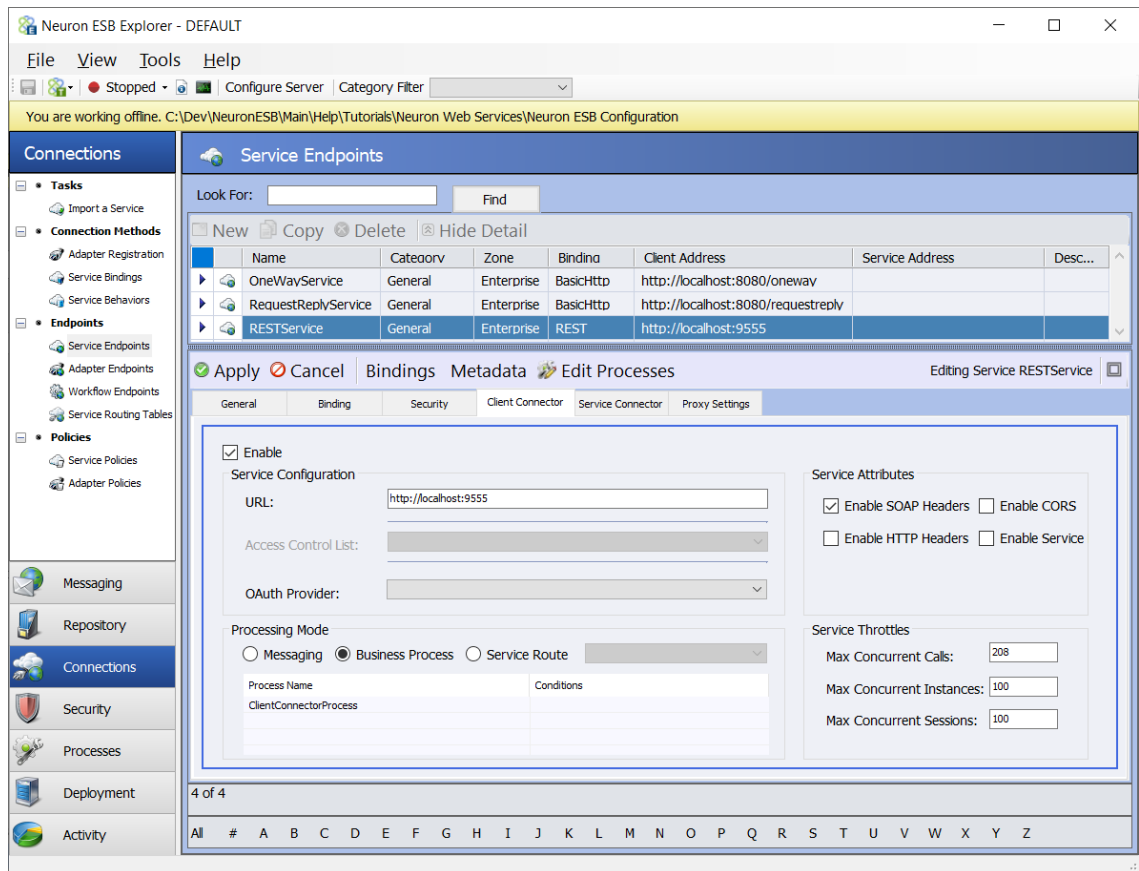 Neuron ESB Explorer - DEFAULT
File View Tools Help
Stopped Configure Server Category Filter
You are working offline. C:\Dev\NeuronESB\Main\Help\Tutorials\Neuron Web Services\Neuron ESB Configuration
Connections
Tasks
Import a Service
Connection Methods
Adapter Registration
Service Bindings
Service Behaviors
Endpoints
Service Endpoints
Adapter Endpoints
Workflow Endpoints
Service Routing Tables
Policies
Service Policies
Adapter Policies
Messaging
Repository
Connections
Security
Processes
Deployment
Activity
Service Endpoints
Look For: Find
New Copy Delete Hide Detail
Name Category Zone Binding Client Address Service Address Desc...
OneWayService General Enterprise BasicHttp http://localhost:8080/oneway
RequestReplyService General Enterprise BasicHttp http://localhost:8080/requestreply
RESTService General Enterprise REST http://localhost:9555
Apply Cancel Bindings Metadata Edit Processes Editing Service RESTService
General Binding Security Client Connector Service Connector Proxy Settings
Enable
Service Configuration
URL: http://localhost:9555
Access Control List:
OAuth Provider:
Service Attributes
Enable SOAP Headers Enable CORS
Enable HTTP Headers Enable Service
Processing Mode
Messaging Business Process Service Route
Process Name Conditions
ClientConnectorProcess
Service Throttles
Max Concurrent Calls: 208
Max Concurrent Instances: 100
Max Concurrent Sessions: 100
4 of 4
All # A B C D E F G H I J K L M N O P Q R S T U V W X Y Z